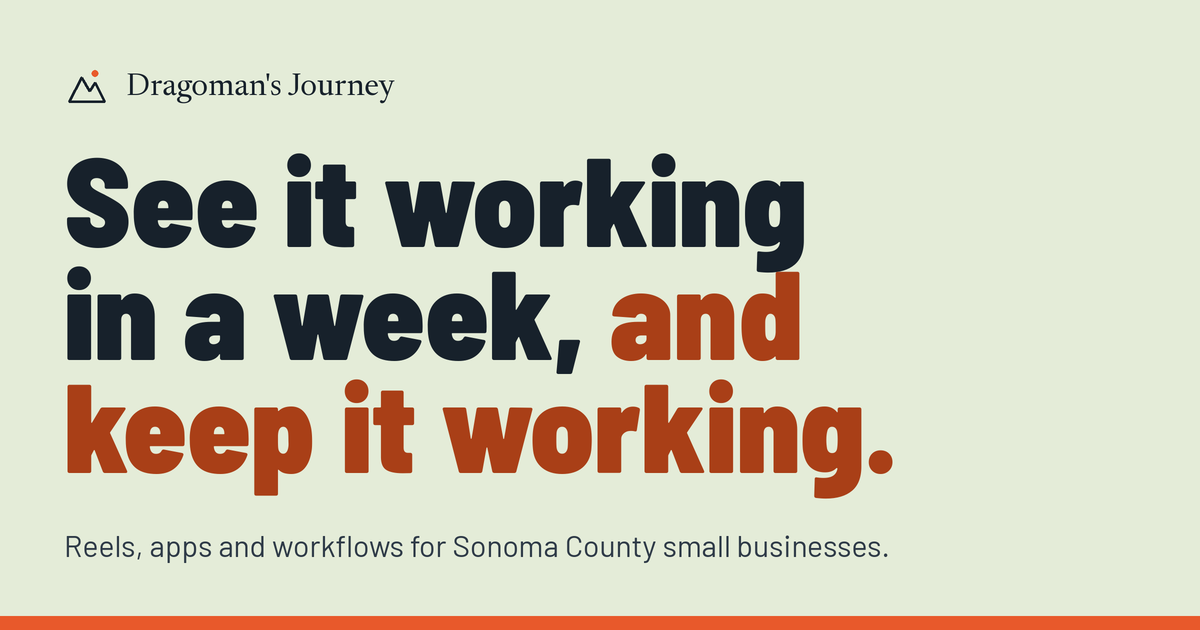 Dragoman's Journey
See it working
in a week, and
keep it working.
Reels, apps and workflows for Sonoma County small businesses.